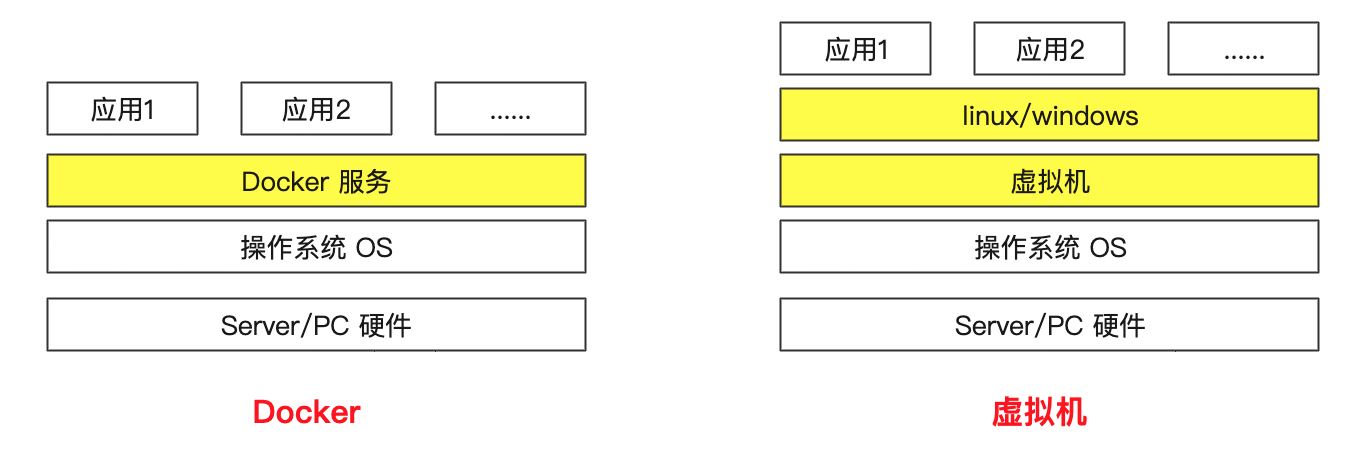 应用1
应用2
......
Docker 服务
操作系统 OS
Server/PC 硬件
Docker
应用1
应用2
......
linux/windows
虚拟机
操作系统 OS
Server/PC 硬件
虚拟机